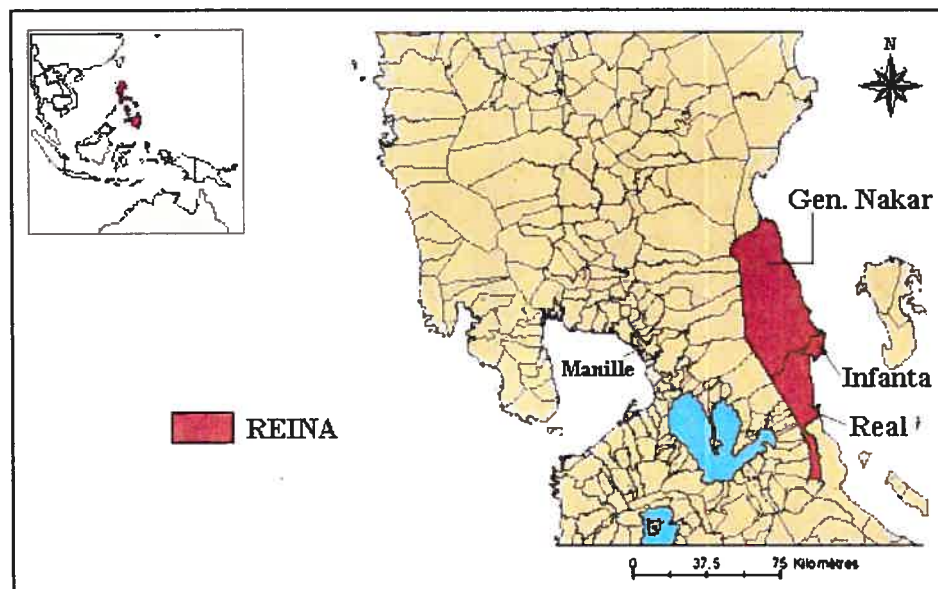 N
Gen. Nakar
Manille
Infanta
Real
REINA
0 37.5 75 Kilomètres